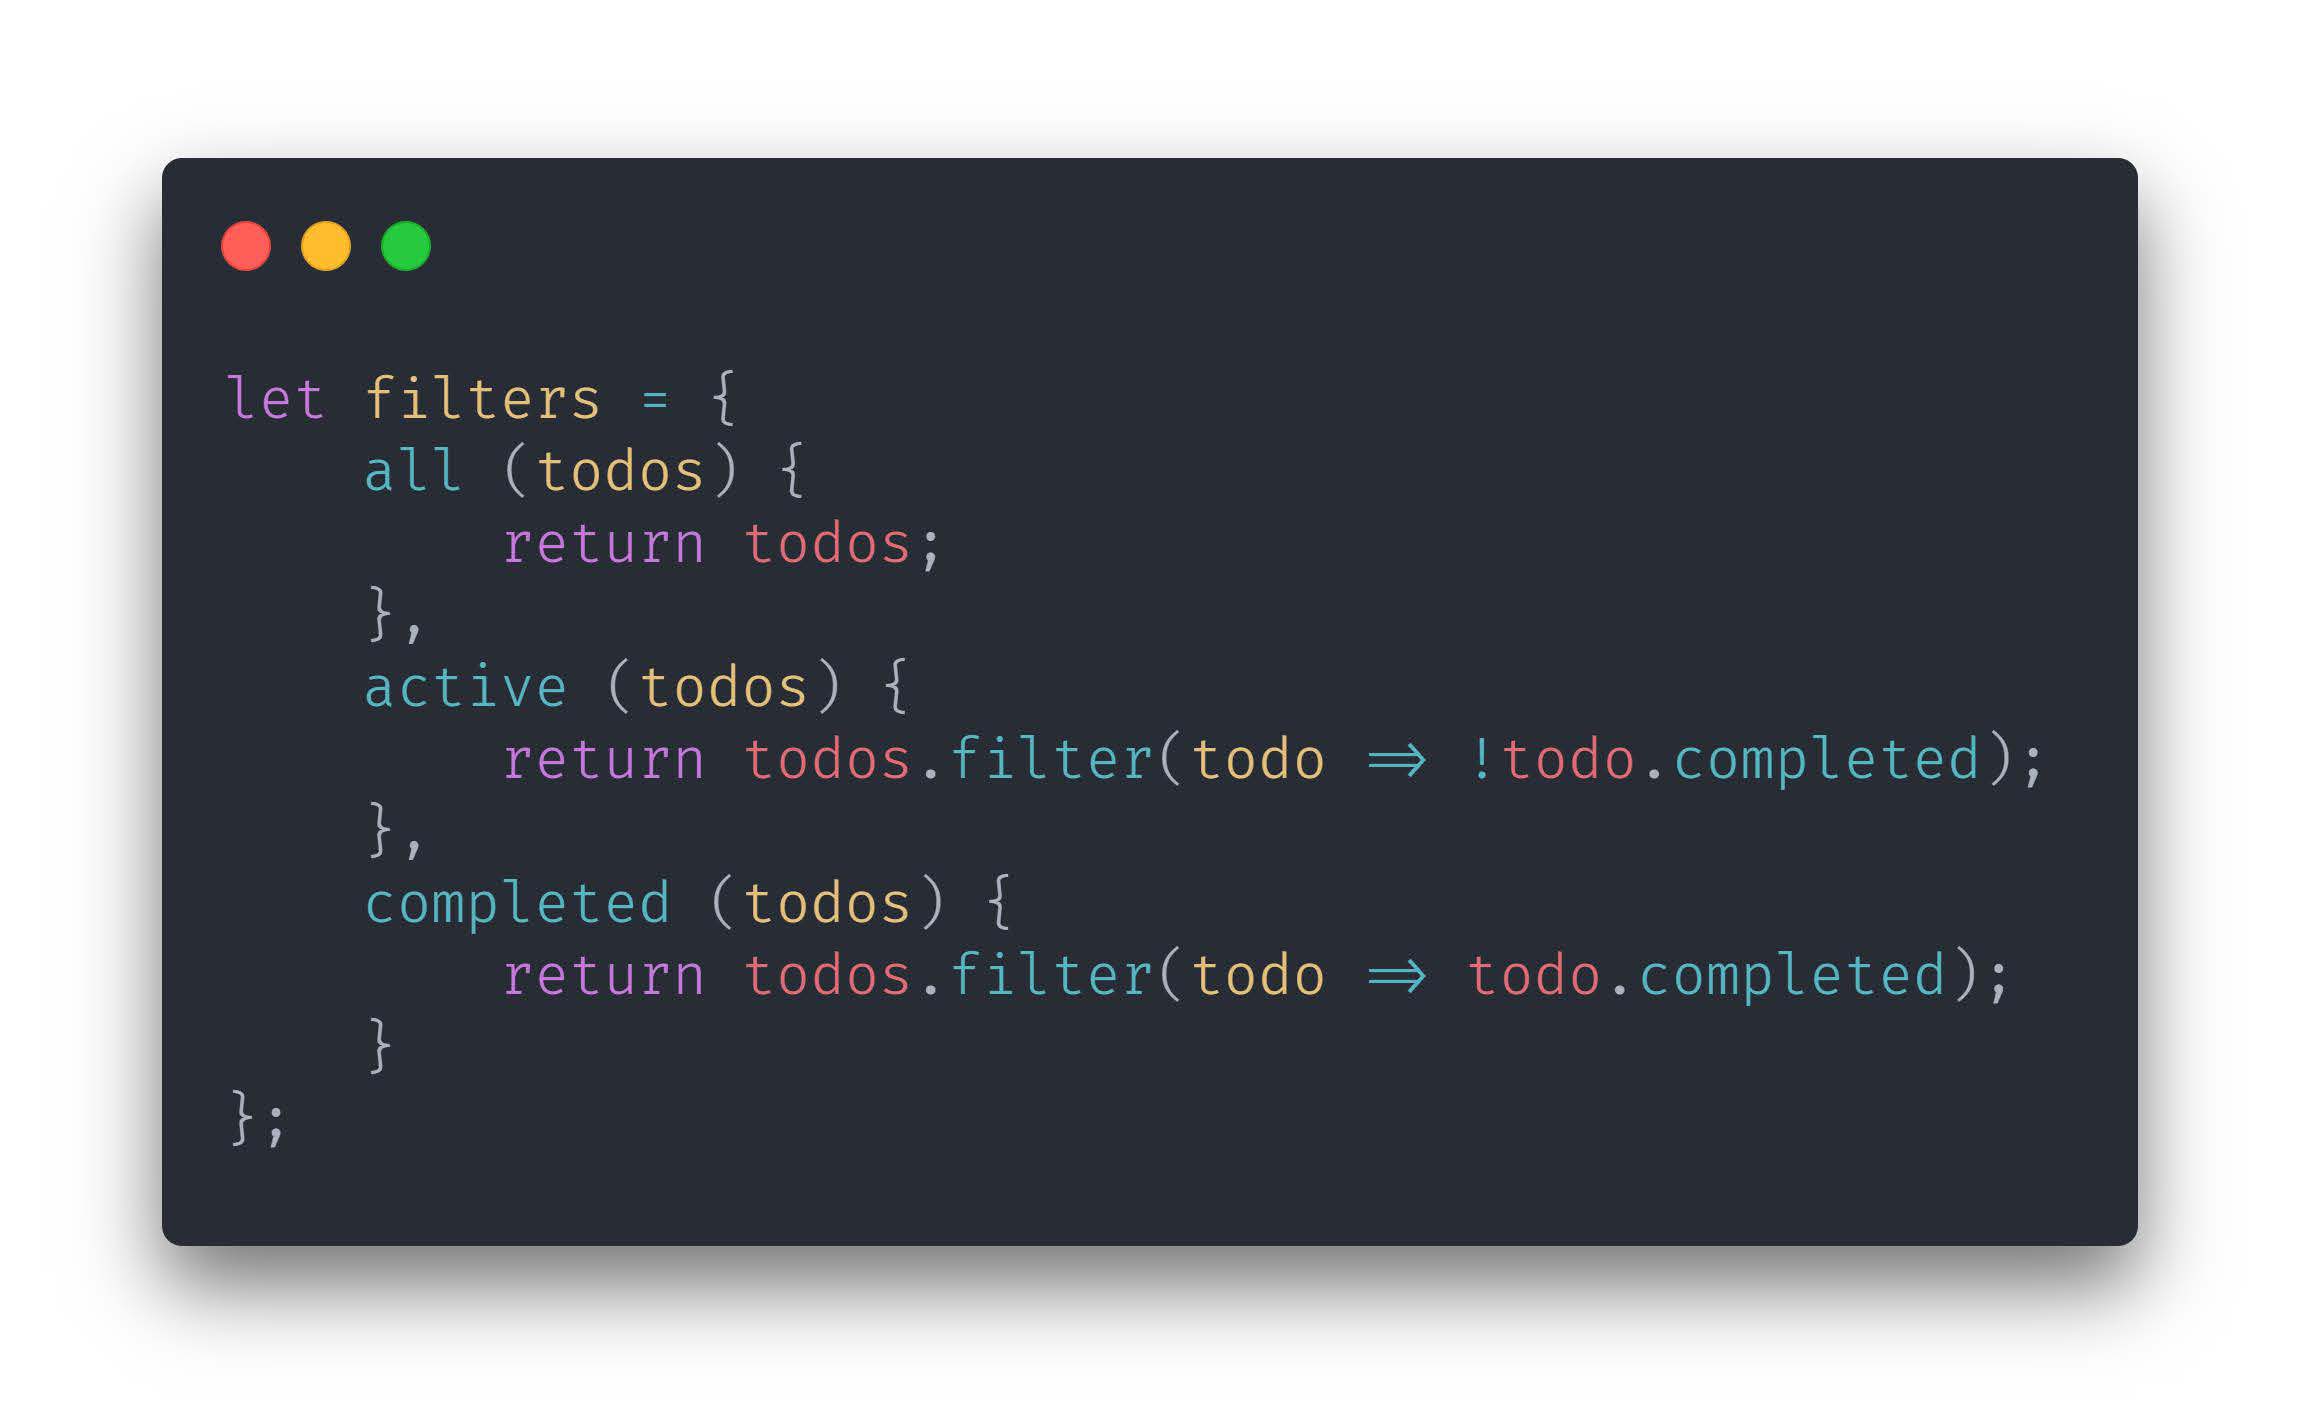 let filters = {
    all (todos) {
        return todos;
    },
    active (todos) {
        return todos.filter(todo => !todo.completed);
    },
    completed (todos) {
        return todos.filter(todo => todo.completed);
    }
};